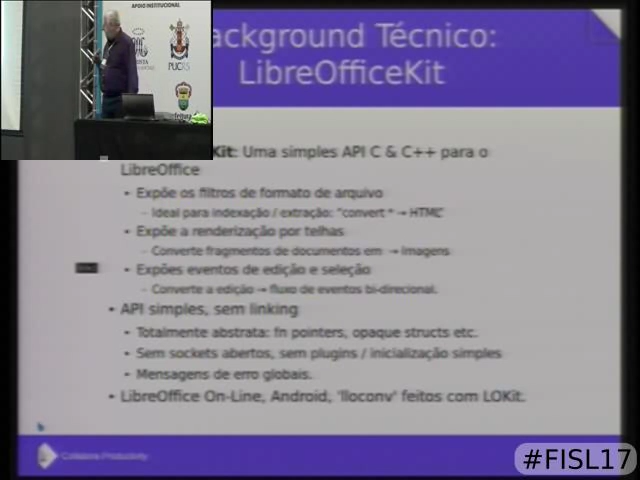 APOIO INSTITUCIONAL
PUCRS
ackground Técnico:
LibreOfficeKit
Kit: Uma simples API C & C++ para o
LibreOffice
• Expõe os filtros de formato de arquivo
– Ideal para indexação / extração: "convert * → HTML"
• Expõe a renderização por telhas
– Converte fragmentos de documentos em → Imagens
• Expões eventos de edição e seleção
– Converte a edição → fluxo de eventos bi-direcional.
• API simples, sem linking
• Totalmente abstrata: fn pointers, opaque structs etc.
• Sem sockets abertos, sem plugins / inicialização simples
• Mensagens de erro globais.
• LibreOffice On-Line, Android, 'lloconv' feitos com LOKit.
Collabora Productivity
#FISL17